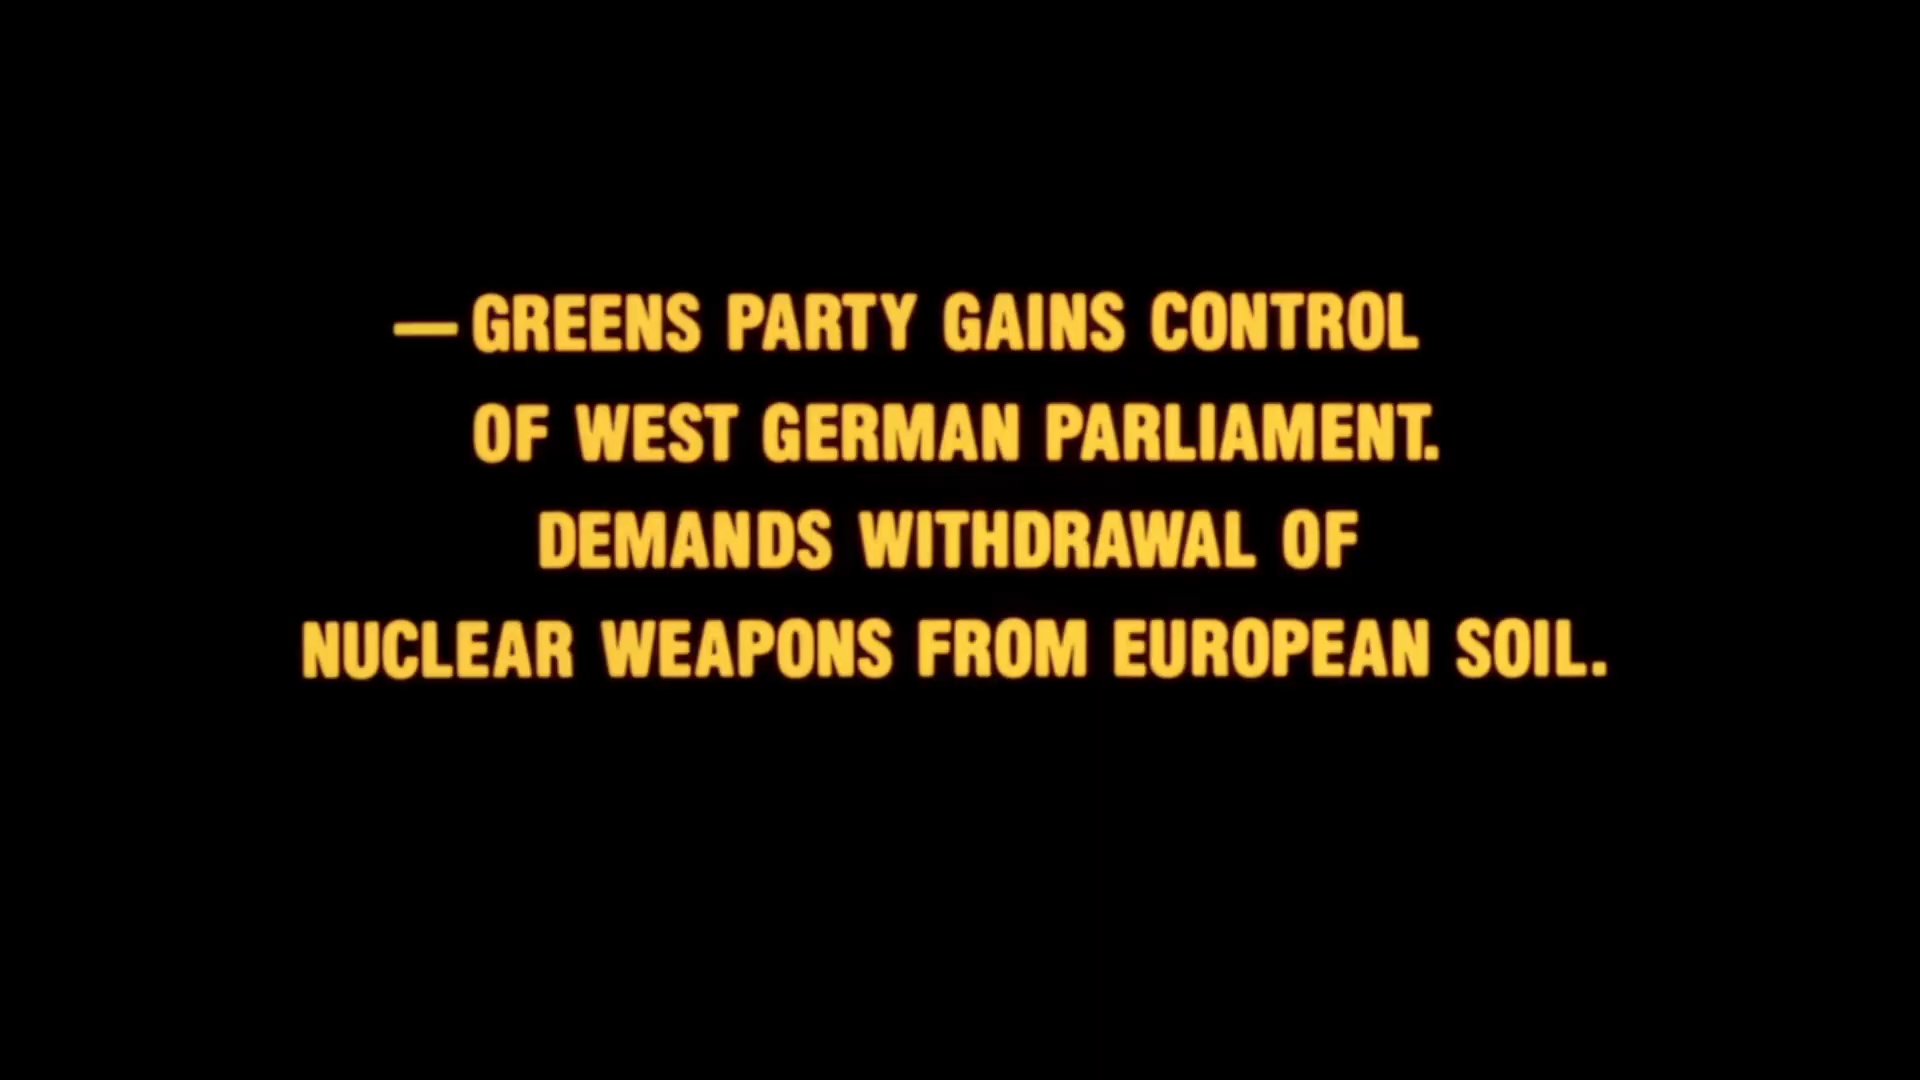 —GREENS PARTY GAINS CONTROL
OF WEST GERMAN PARLIAMENT.
DEMANDS WITHDRAWAL OF
NUCLEAR WEAPONS FROM EUROPEAN SOIL.